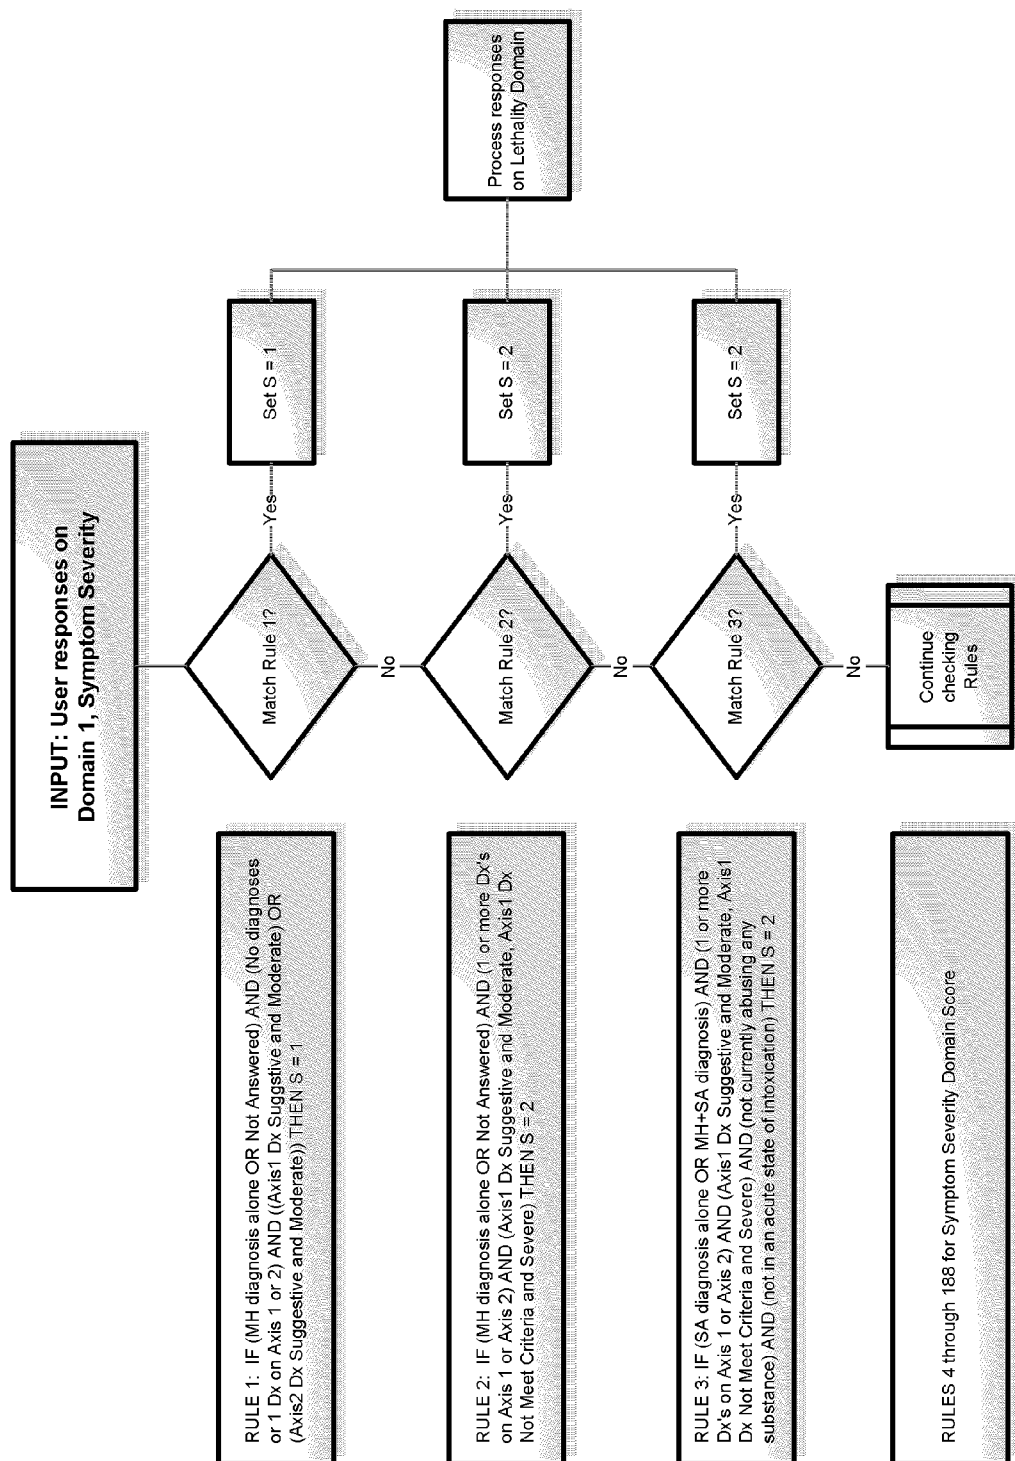 INPUT: User responses on
Domain 1, Symptom Severity
RULE 1: IF (MH diagnosis alone OR Not Answered) AND (No diagnoses
or 1 Dx on Axis 1 or 2) AND ((Axis1 Dx Suggstive and Moderate) OR
(Axis2 Dx Suggestive and Moderate)) THEN S = 1
Match Rule 1?
Yes
Set S = 1
No
RULE 2: IF (MH diagnosis alone OR Not Answered) AND (1 or more Dx's
on Axis 1 or Axis 2) AND (Axis1 Dx Suggestive and Moderate, Axis1 Dx
Not Meet Criteria and Severe) THEN S = 2
Match Rule 2?
Yes
Set S = 2
Process responses
on Lethality Domain
No
RULE 3: IF (SA diagnosis alone OR MH+SA diagnosis) AND (1 or more
Dx's on Axis 1 or Axis 2) AND (Axis1 Dx Suggestive and Moderate, Axis1
Dx Not Meet Criteria and Severe) AND (not currently abusing any
substance) AND (not in an acute state of intoxication) THEN S = 2
Match Rule 3?
Yes
Set S = 2
No
RULES 4 through 188 for Symptom Severity Domain Score
Continue
checking
Rules